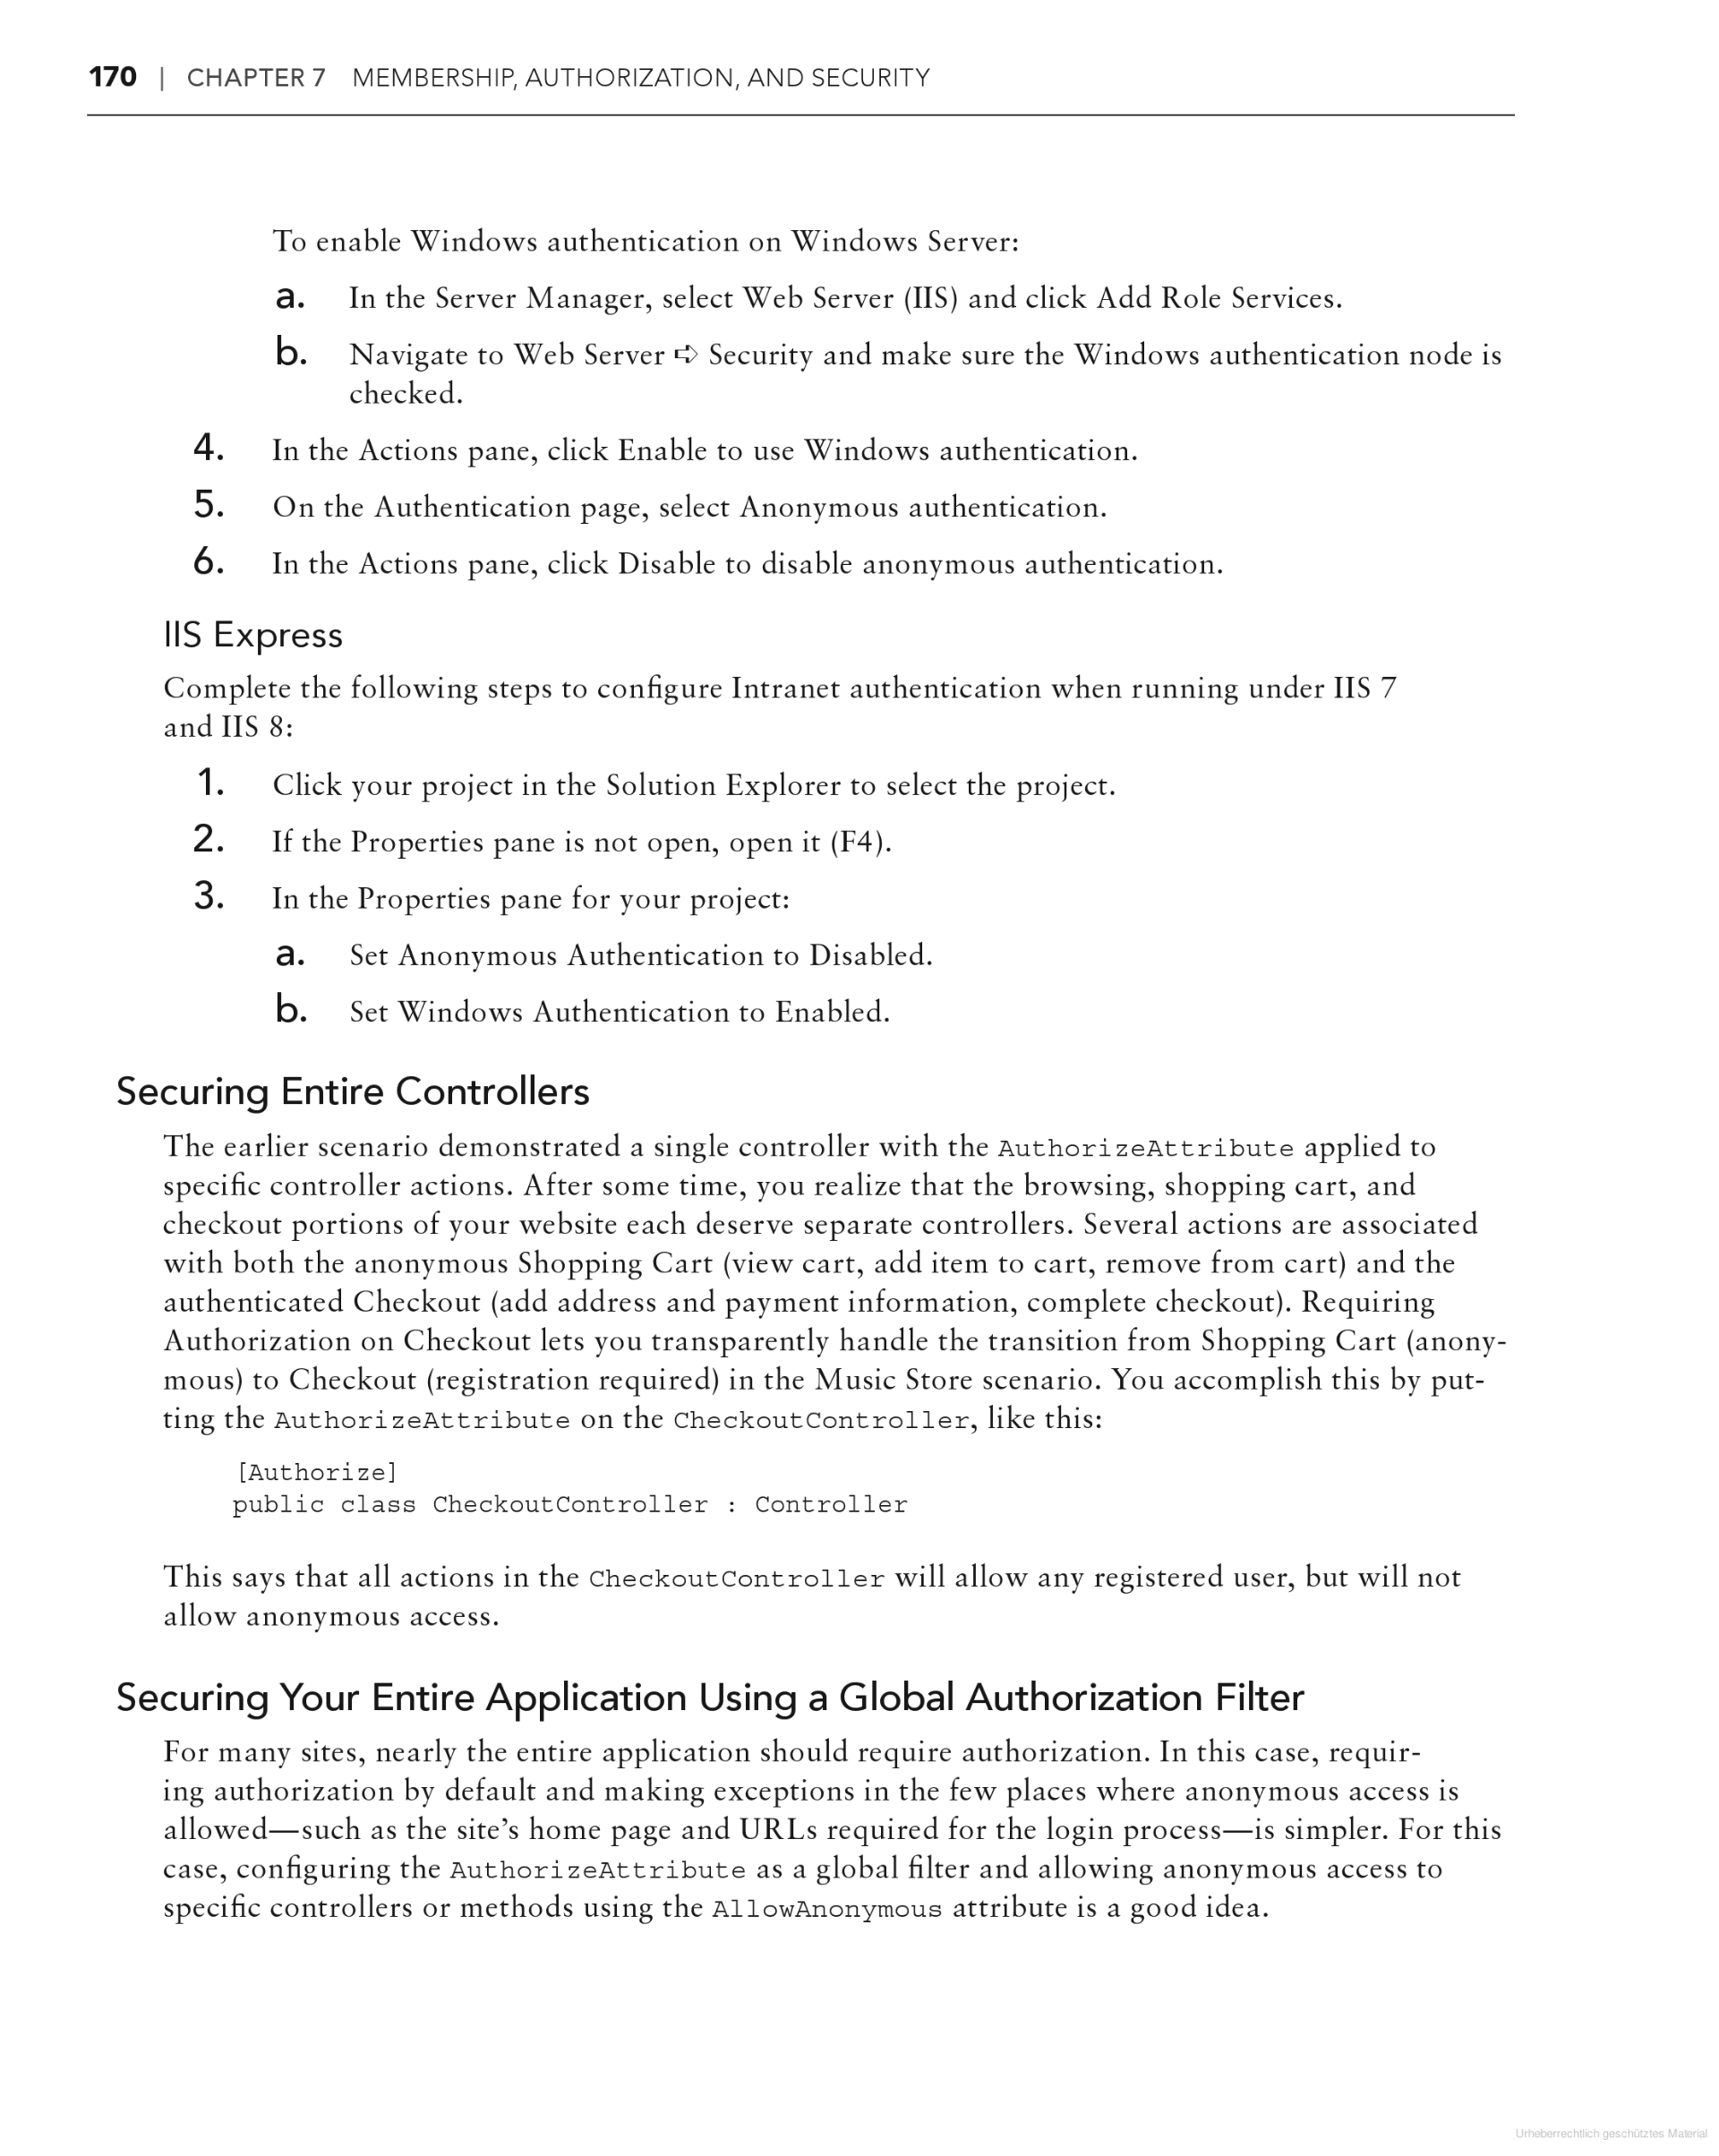 170 | CHAPTER 7 MEMBERSHIP, AUTHORIZATION, AND SECURITY
To enable Windows authentication on Windows Server:
a. In the Server Manager, select Web Server (IIS) and click Add Role Services.
b. Navigate to Web Server ➪ Security and make sure the Windows authentication node is
checked.
4. In the Actions pane, click Enable to use Windows authentication.
5. On the Authentication page, select Anonymous authentication.
6. In the Actions pane, click Disable to disable anonymous authentication.
IIS Express
Complete the following steps to configure Intranet authentication when running under IIS 7
and IIS 8:
1. Click your project in the Solution Explorer to select the project.
2. If the Properties pane is not open, open it (F4).
3. In the Properties pane for your project:
a. Set Anonymous Authentication to Disabled.
b. Set Windows Authentication to Enabled.
Securing Entire Controllers
The earlier scenario demonstrated a single controller with the AuthorizeAttribute applied to
specific controller actions. After some time, you realize that the browsing, shopping cart, and
checkout portions of your website each deserve separate controllers. Several actions are associated
with both the anonymous Shopping Cart (view cart, add item to cart, remove from cart) and the
authenticated Checkout (add address and payment information, complete checkout). Requiring
Authorization on Checkout lets you transparently handle the transition from Shopping Cart (anony-
mous) to Checkout (registration required) in the Music Store scenario. You accomplish this by put-
ting the AuthorizeAttribute on the CheckoutController, like this:
[Authorize]
public class CheckoutController : Controller
This says that all actions in the CheckoutController will allow any registered user, but will not
allow anonymous access.
Securing Your Entire Application Using a Global Authorization Filter
For many sites, nearly the entire application should require authorization. In this case, requir-
ing authorization by default and making exceptions in the few places where anonymous access is
allowed—such as the site’s home page and URLs required for the login process—is simpler. For this
case, configuring the AuthorizeAttribute as a global filter and allowing anonymous access to
specific controllers or methods using the AllowAnonymous attribute is a good idea.
Urheberrechtlich geschütztes Material